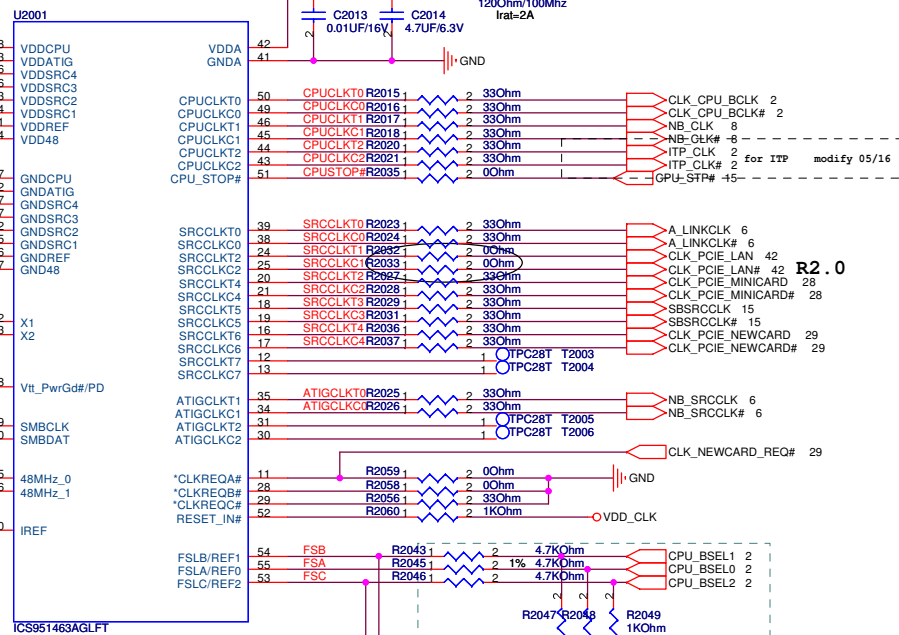 120Ohm/100Mhz
Irat=2A
U2001
C2013 C2014
0.01UF/16V 4.7UF/6.3V
2 2
VDDCPU VDDA 42
VDDATIG GNDA 41 GND
VDDSRC4
VDDSRC3
VDDSRC2 CPUCLKT0 50 CPUCLKT0 R2015 1 2 33Ohm CLK_CPU_BCLK 2
VDDSRC1 CPUCLKC0 49 CPUCLKC0 R2016 1 2 33Ohm CLK_CPU_BCLK# 2
VDDREF CPUCLKT1 46 CPUCLKT1 R2017 1 2 33Ohm NB_CLK 8
VDD48 CPUCLKC1 45 CPUCLKC1 R2018 1 2 33Ohm NB_CLK# 8
CPUCLKT2 44 CPUCLKT2 R2020 1 2 33Ohm ITP_CLK 2
for ITP modify 05/16
CPUCLKC2 43 CPUCLKC2 R2021 1 2 33Ohm ITP_CLK# 2
GNDCPU CPU_STOP# 51 CPUSTOP# R2035 1 2 0Ohm CPU_STP# 15
GNDATIG
GNDSRC4
GNDSRC3
GNDSRC2 SRCCLKT0 39 SRCCLKT0 R2023 1 2 33Ohm A_LINKCLK 6
GNDSRC1 SRCCLKC0 38 SRCCLKC0 R2024 1 2 33Ohm A_LINKCLK# 6
GNDREF SRCCLKT2 24 SRCCLKT1 R2032 1 2 0Ohm CLK_PCIE_LAN 42
GND48 SRCCLKC2 25 SRCCLKC1 R2033 1 2 0Ohm CLK_PCIE_LAN# 42 R2.0
SRCCLKT4 20 SRCCLKT2 R2027 1 2 33Ohm CLK_PCIE_MINICARD 28
SRCCLKC4 21 SRCCLKC2 R2028 1 2 33Ohm CLK_PCIE_MINICARD# 28
SRCCLKT5 18 SRCCLKT3 R2029 1 2 33Ohm SBSRCCLK 15
X1 SRCCLKC5 19 SRCCLKC3 R2031 1 2 33Ohm SBSRCCLK# 15
X2 SRCCLKT6 16 SRCCLKT4 R2036 1 2 33Ohm CLK_PCIE_NEWCARD 29
SRCCLKC6 17 SRCCLKC4 R2037 1 2 33Ohm CLK_PCIE_NEWCARD# 29
SRCCLKT7 12 1 TPC28T T2003
SRCCLKC7 13 1 TPC28T T2004
Vtt_PwrGd#/PD
ATIGCLKT1 35 ATIGCLKT0 R2025 1 2 33Ohm NB_SRCCLK 6
ATIGCLKC1 34 ATIGCLKC0 R2026 1 2 33Ohm NB_SRCCLK# 6
SMBCLK ATIGCLKT2 31 1 TPC28T T2005
SMBDAT ATIGCLKC2 30 1 TPC28T T2006
CLK_NEWCARD_REQ# 29
48MHz_0 *CLKREQA# 11 R2059 1 2 0Ohm GND
48MHz_1 *CLKREQB# 28 R2058 1 2 0Ohm
*CLKREQC# 29 R2056 1 2 33Ohm
RESET_IN# 52 R2060 1 2 1KOhm VDD_CLK
IREF
FSLB/REF1 54 FSB R2043 1 2 4.7KOhm CPU_BSEL1 2
FSLA/REF0 55 FSA R2045 1 2 1% 4.7KOhm CPU_BSEL0 2
FSLC/REF2 53 FSC R2046 1 2 4.7KOhm CPU_BSEL2 2
2 2 2
R2047 R2048 R2049
1KOhm
ICS951463AGLFT